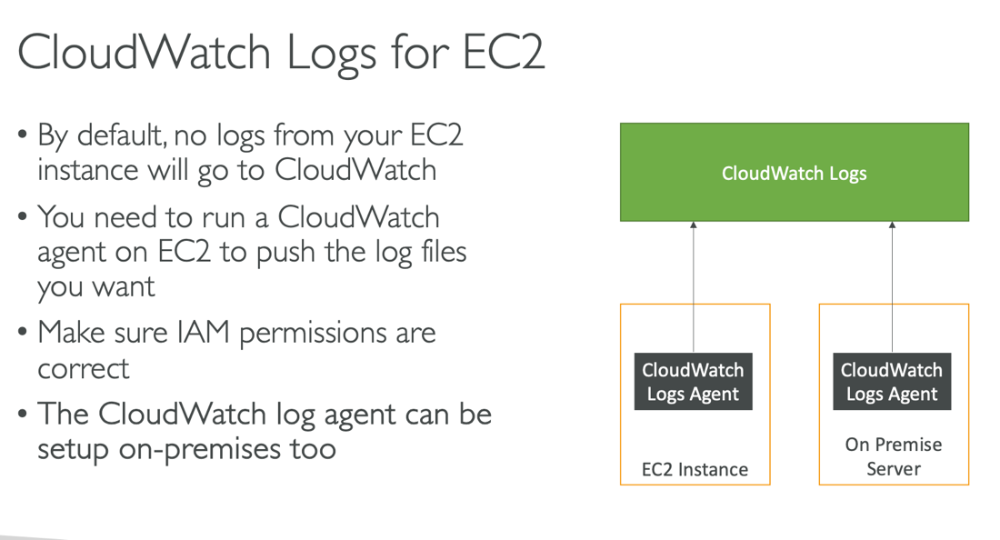 CloudWatch Logs for EC2
• By default, no logs from your EC2
instance will go to CloudWatch
• You need to run a CloudWatch
agent on EC2 to push the log files
you want
• Make sure IAM permissions are
correct
• The CloudWatch log agent can be
setup on-premises too
CloudWatch Logs
CloudWatch
Logs Agent
EC2 Instance
CloudWatch
Logs Agent
On Premise
Server